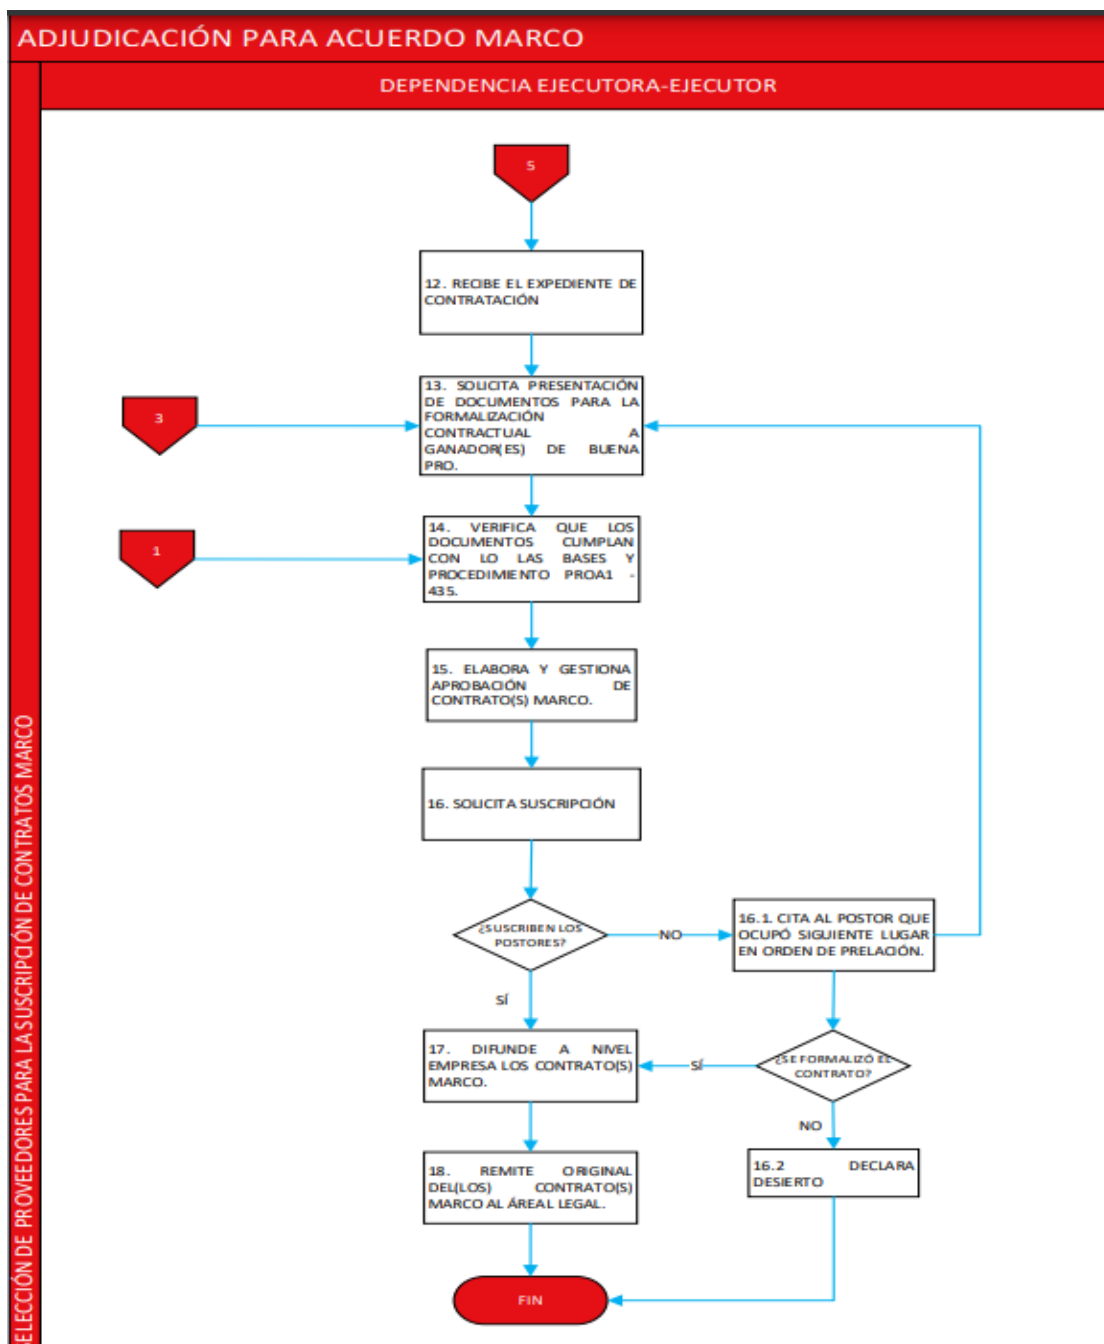 ADJUDICACIÓN PARA ACUERDO MARCO
DEPENDENCIA EJECUTORA-EJECUTOR
SELECCIÓN DE PROVEEDORES PARA LA SUSCRIPCIÓN DE CONTRATOS MARCO
5
12. RECIBE EL EXPEDIENTE DE
CONTRATACIÓN
3
13. SOLICITA PRESENTACIÓN
DE DOCUMENTOS PARA LA
FORMALIZACIÓN
CONTRACTUAL A
GANADOR(ES) DE BUENA
PRO.
1
14. VERIFICA QUE LOS
DOCUMENTOS CUMPLAN
CON LO LAS BASES Y
PROCEDIMIENTO PROA1 -
435.
15. ELABORA Y GESTIONA
APROBACIÓN DE
CONTRATO(S) MARCO.
16. SOLICITA SUSCRIPCIÓN
¿SUSCRIBEN LOS
POSTORES?
NO
16.1. CITA AL POSTOR QUE
OCUPÓ SIGUIENTE LUGAR
EN ORDEN DE PRELACIÓN.
SÍ
17. DIFUNDE A NIVEL
EMPRESA LOS CONTRATO(S)
MARCO.
SÍ
¿SE FORMALIZÓ EL
CONTRATO?
NO
18. REMITE ORIGINAL
DEL(LOS) CONTRATO(S)
MARCO AL ÁREAL LEGAL.
16.2 DECLARA
DESIERTO
FIN